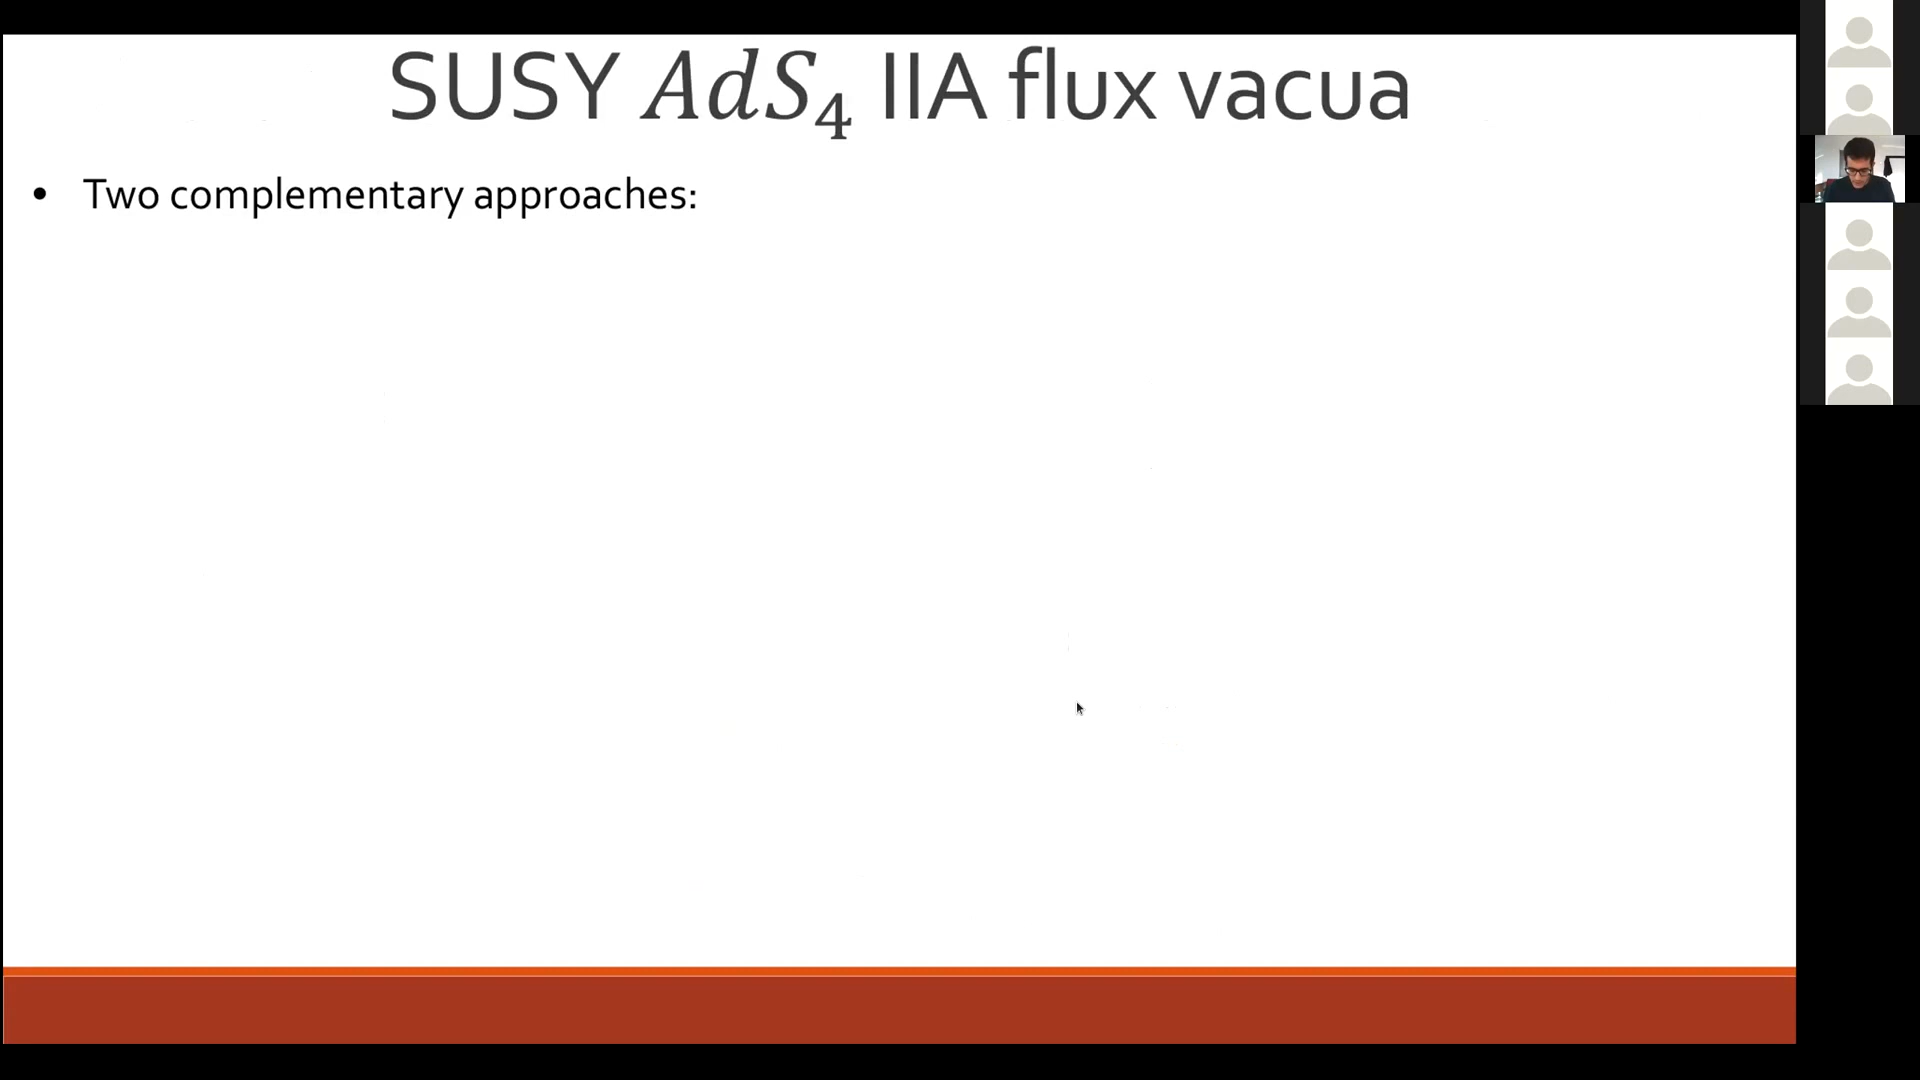 SUSY AdS₄ IIA flux vacua
• Two complementary approaches: